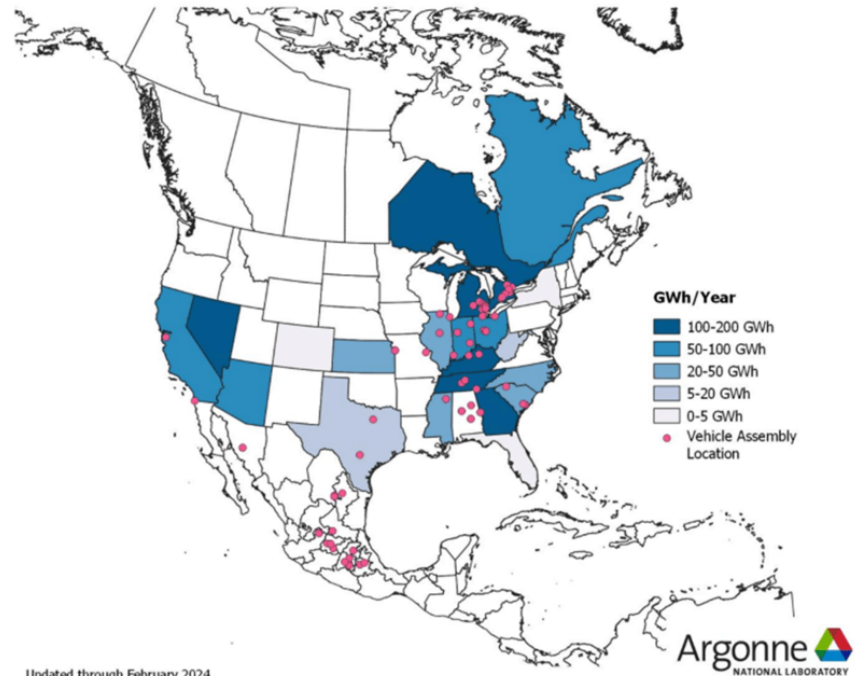 GWh/Year
100-200 GWh
50-100 GWh
20-50 GWh
5-20 GWh
0-5 GWh
Vehicle Assembly
Location
Argonne
NATIONAL LABORATORY
Updated through February 2024